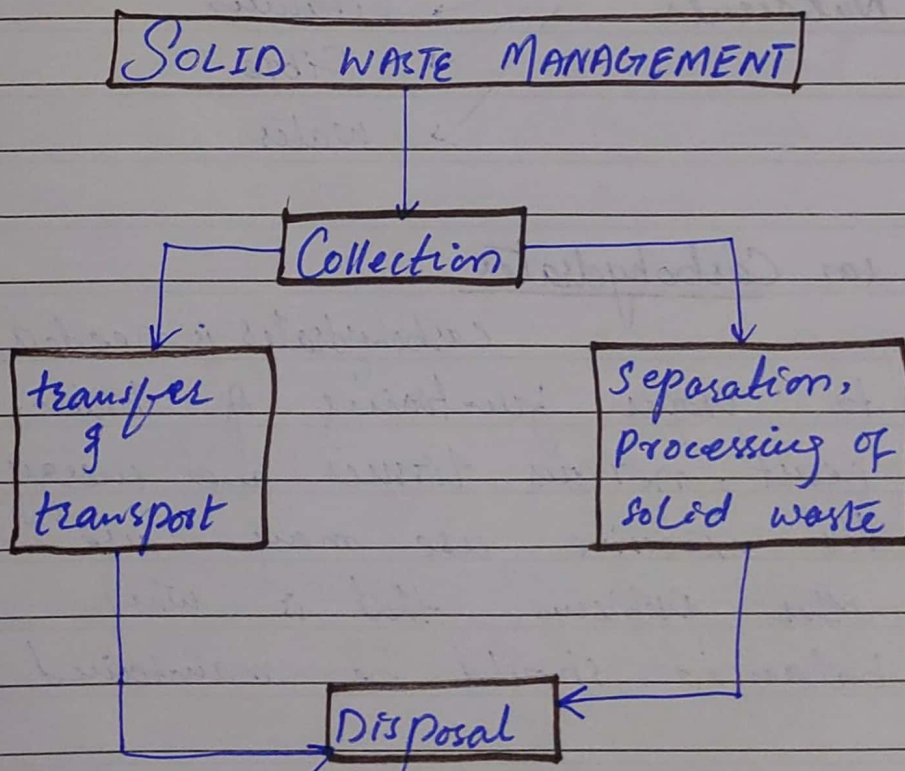 SOLID WASTE MANAGEMENT
Collection
transfer
&
transport
Separation,
Processing of
solid waste
Disposal